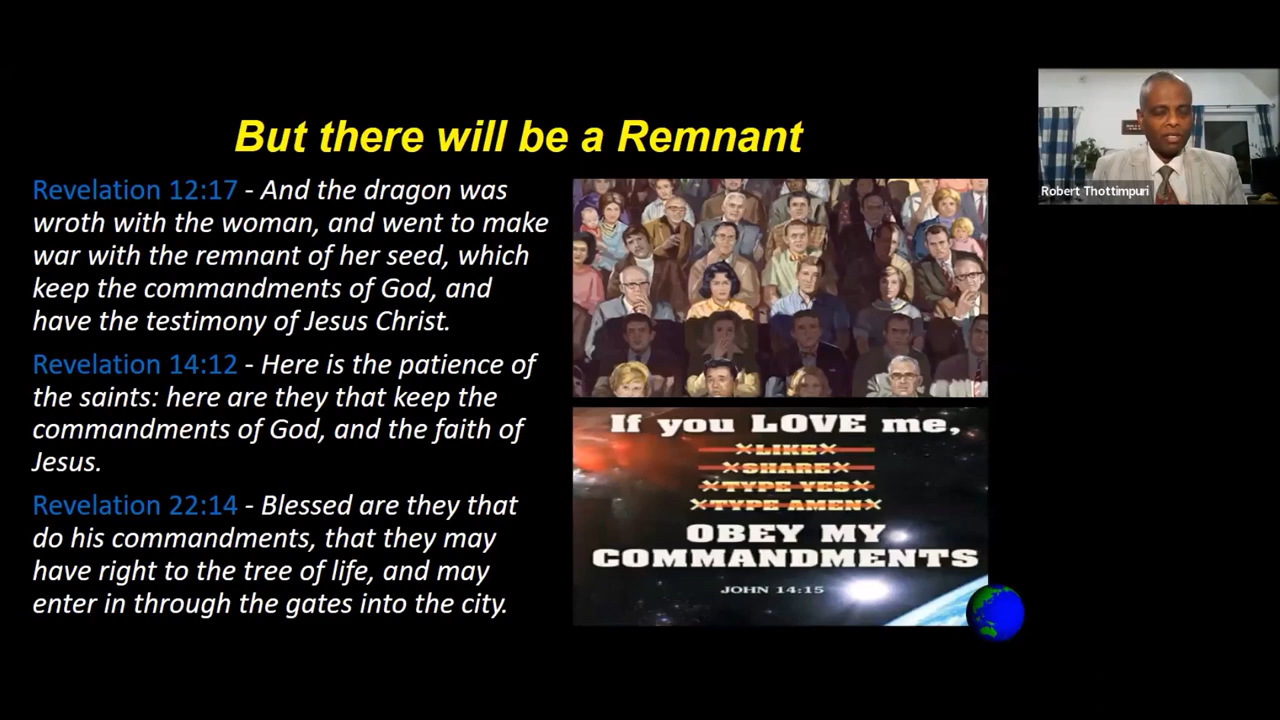 But there will be a Remnant
Revelation 12:17 - And the dragon was
wroth with the woman, and went to make
war with the remnant of her seed, which
keep the commandments of God, and
have the testimony of Jesus Christ.
Revelation 14:12 - Here is the patience of
the saints: here are they that keep the
commandments of God, and the faith of
Jesus.
Revelation 22:14 - Blessed are they that
do his commandments, that they may
have right to the tree of life, and may
enter in through the gates into the city.
If you LOVE me,
×LIKE×
×SHARE×
×TYPE YES×
×TYPE AMEN×
OBEY MY
COMMANDMENTS
JOHN 14:15
Robert Thottimpuri